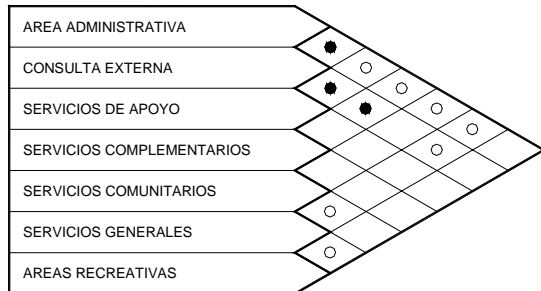 AREA ADMINISTRATIVA
CONSULTA EXTERNA
SERVICIOS DE APOYO
SERVICIOS COMPLEMENTARIOS
SERVICIOS COMUNITARIOS
SERVICIOS GENERALES
AREAS RECREATIVAS